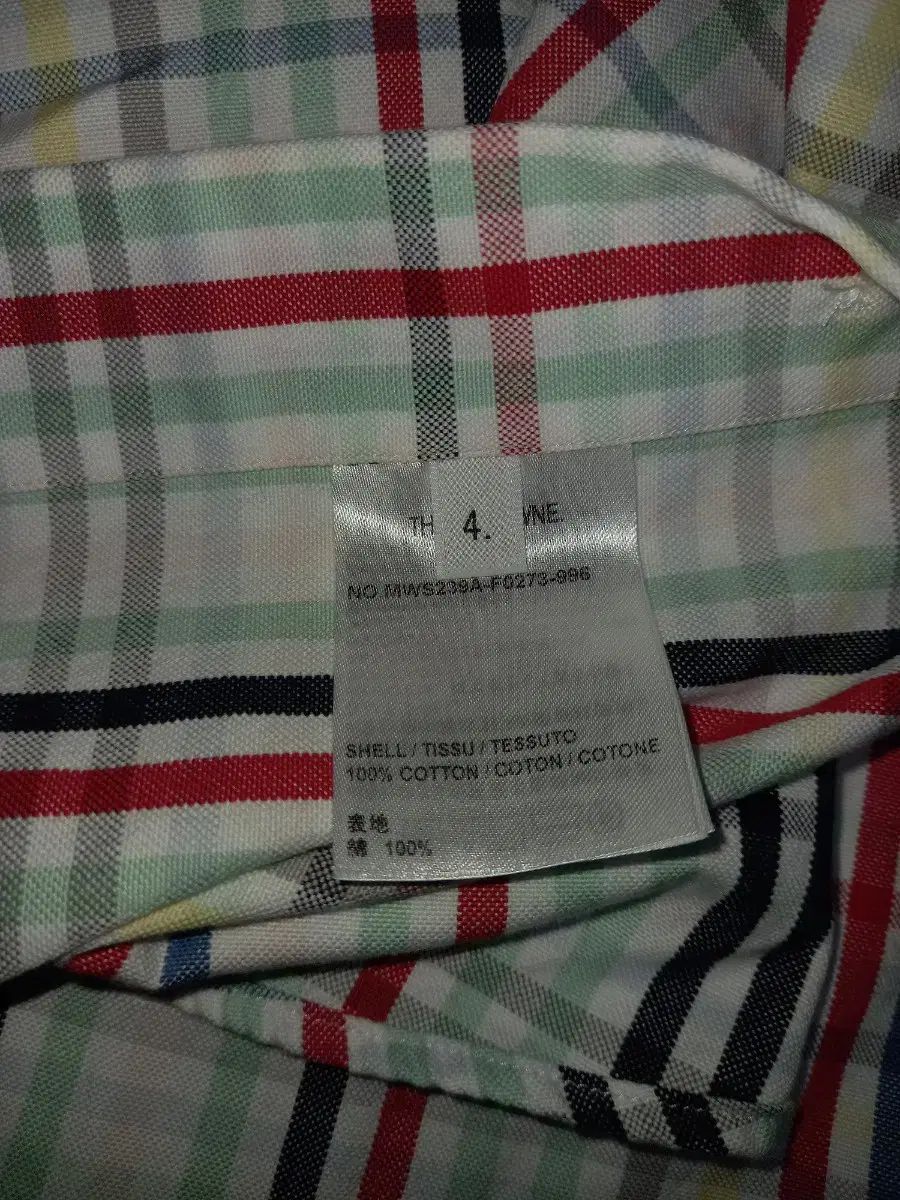 TH 4. WNE.
NO.MWS239A-F0273-996
SHELL / TISSU / TESSUTO
100% COTTON / COTON / COTONE
表地
綿 100%